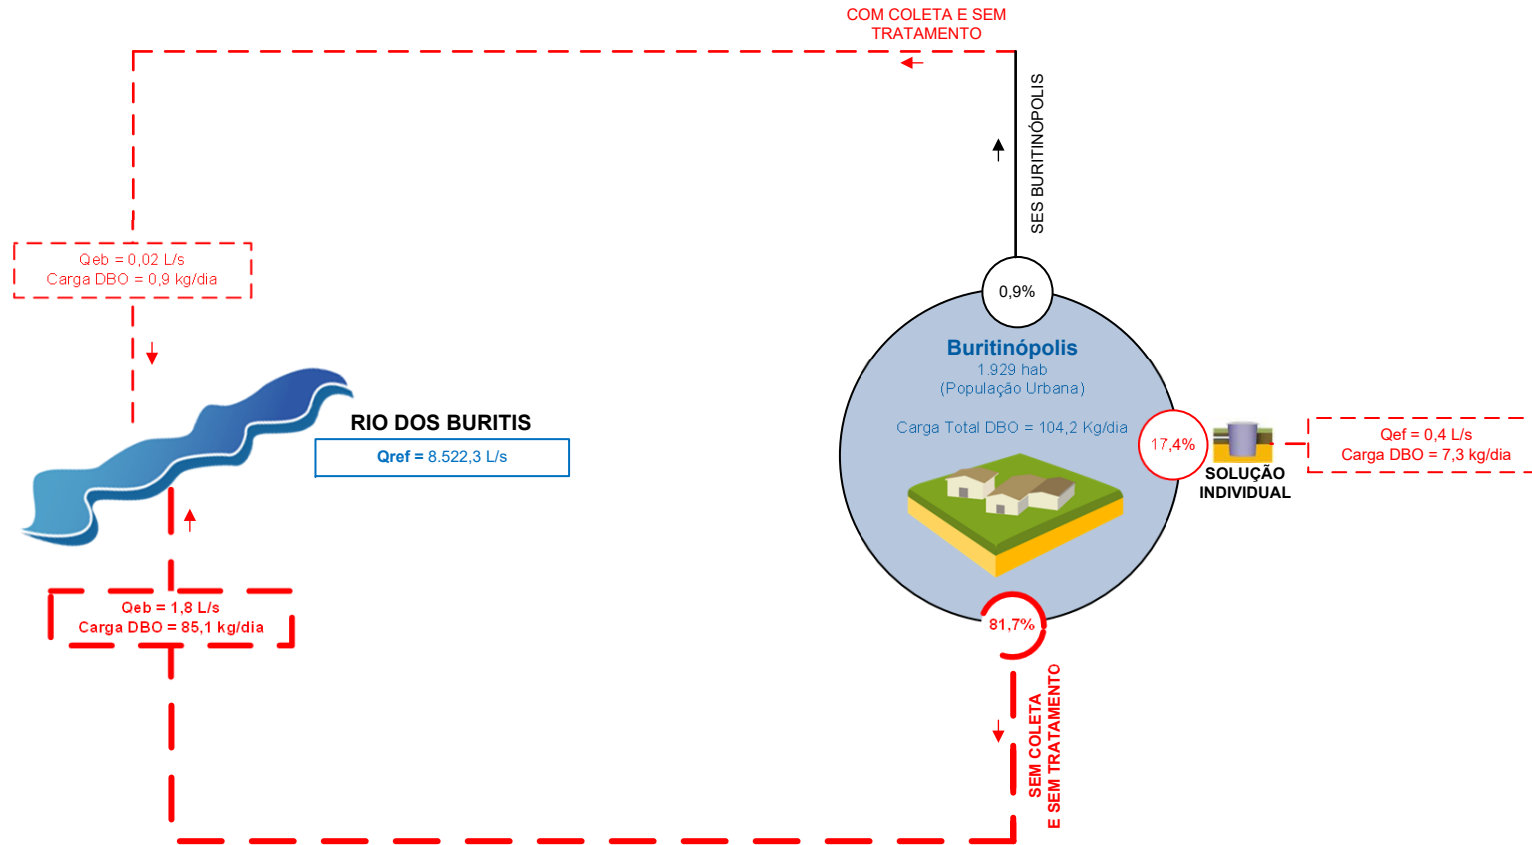 COM COLETA E SEM
TRATAMENTO
SES BURITINÓPOLIS
Qeb = 0,02 L/s
Carga DBO = 0,9 kg/dia
0,9%
Buritinópolis
1.929 hab
(População Urbana)
Carga Total DBO = 104,2 Kg/dia
RIO DOS BURITIS
Qref = 8.522,3 L/s
17,4%
SOLUÇÃO
INDIVIDUAL
Qef = 0,4 L/s
Carga DBO = 7,3 kg/dia
Qeb = 1,8 L/s
Carga DBO = 85,1 kg/dia
81,7%
SEM COLETA
E SEM TRATAMENTO